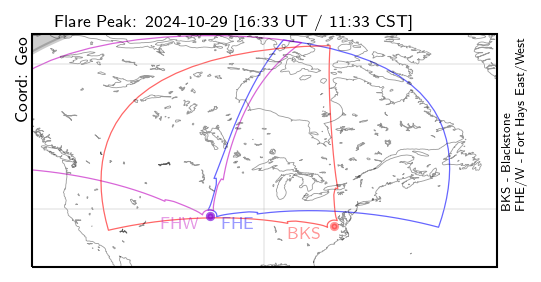 Flare Peak: 2024-10-29 [16:33 UT / 11:33 CST]
Coord: Geo
FHW
FHE
BKS
BKS - Blackstone
FHE/W - Fort Hays East/West